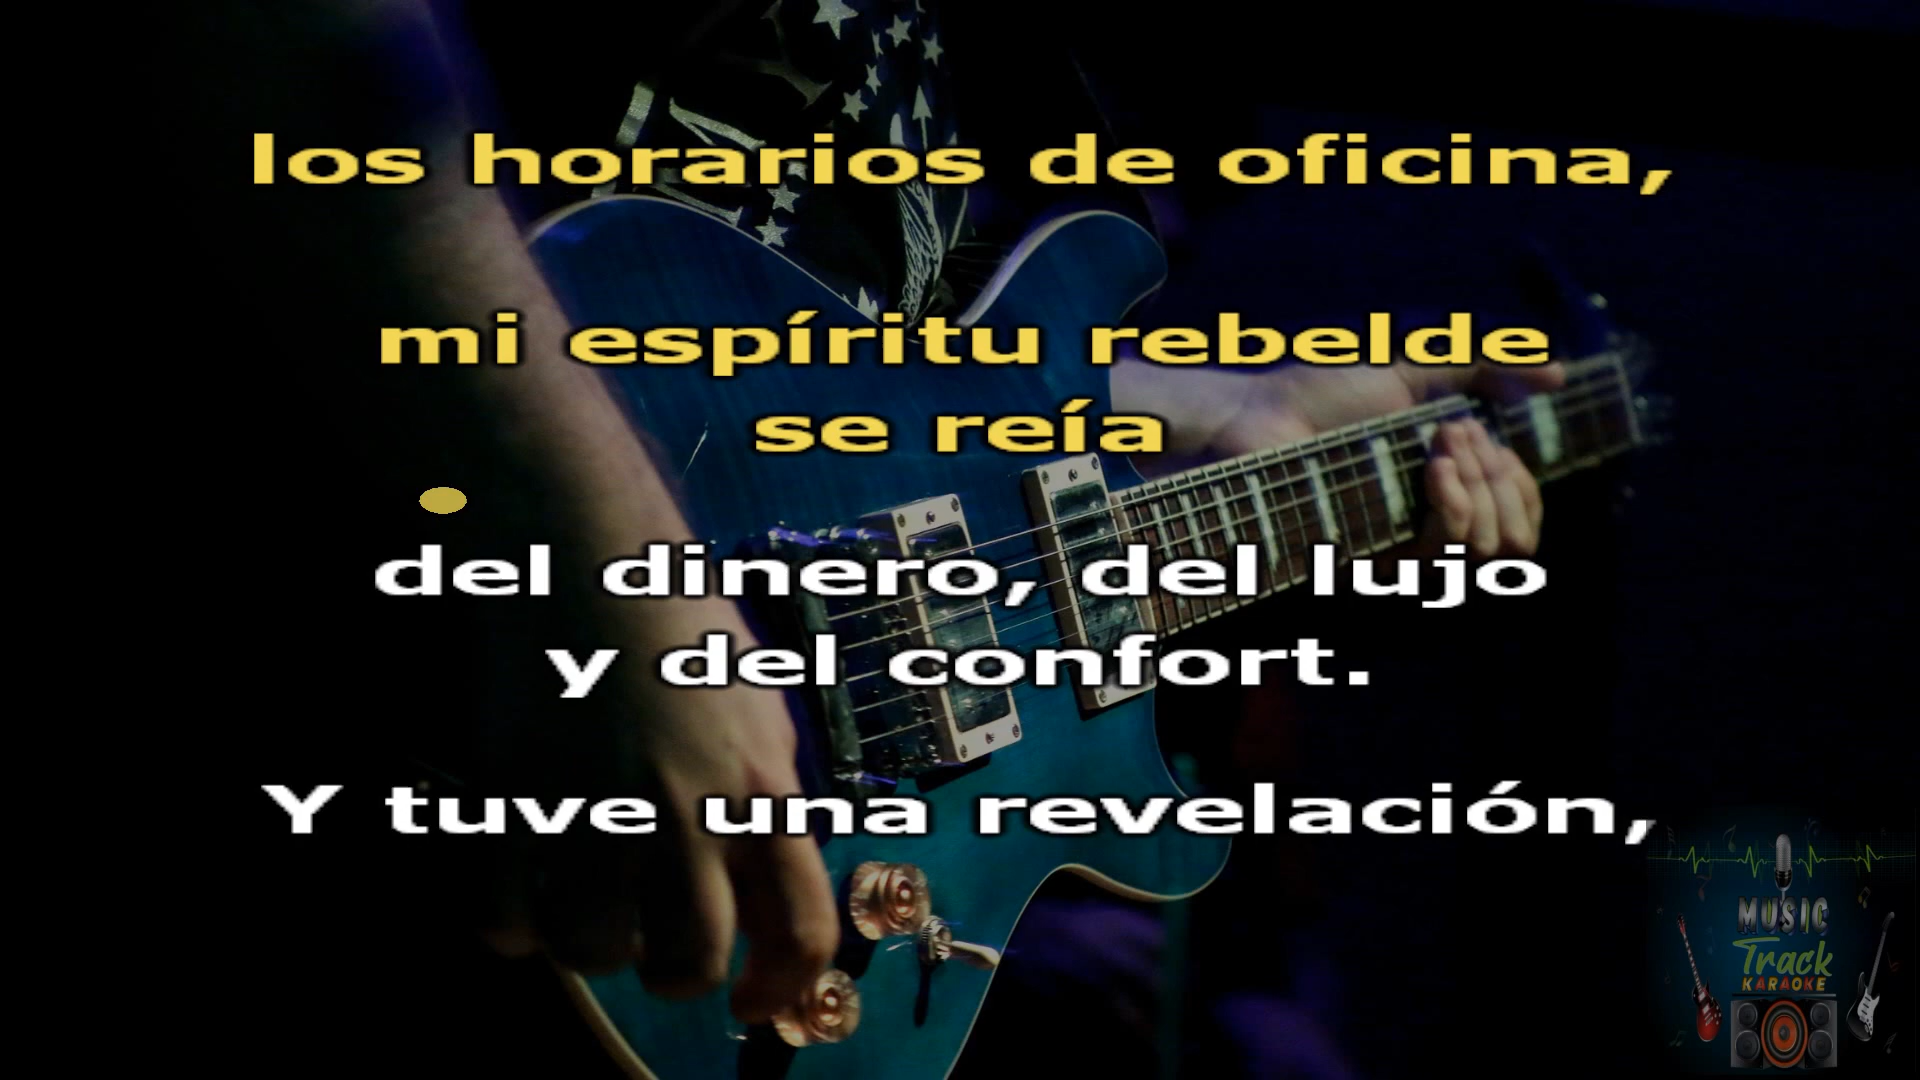 los horarios de oficina,
mi espíritu rebelde
se reía
del dinero, del lujo
y del confort.
Y tuve una revelación,
MUSIC
Track
KARAOKE